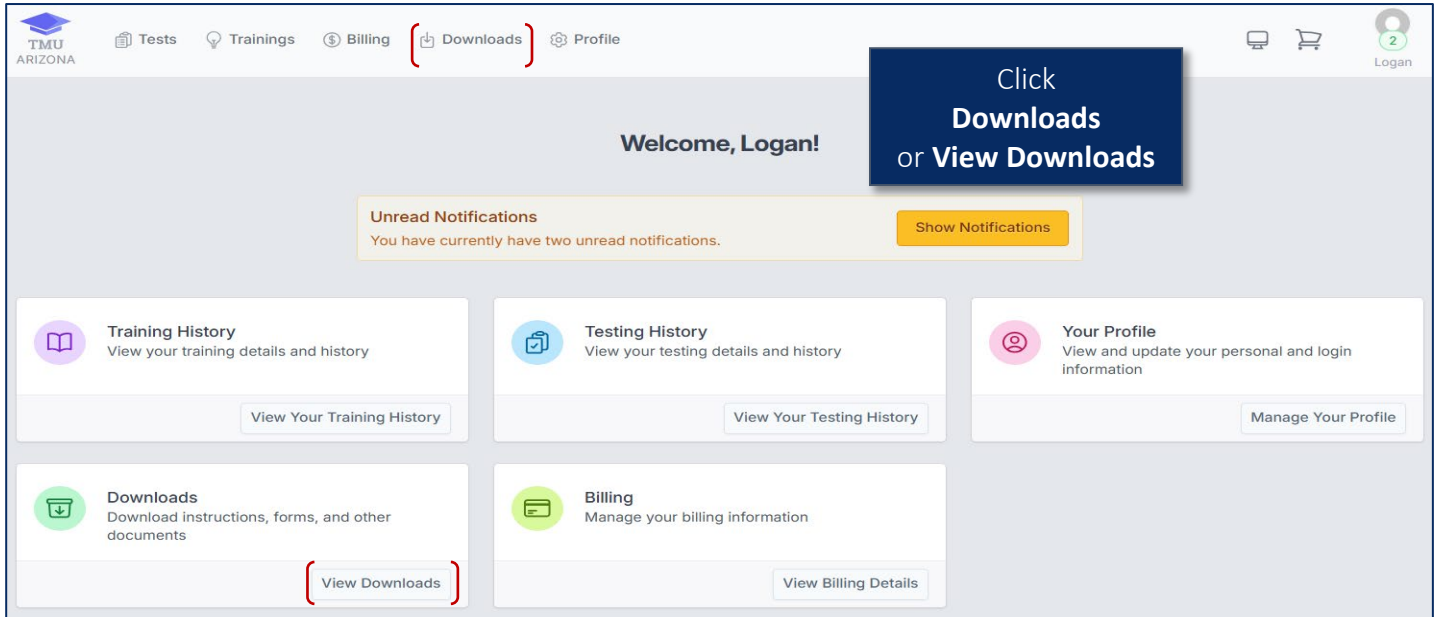 TMU
ARIZONA
Tests
Trainings
Billing
Downloads
Profile
2
Logan
Click
Downloads
or View Downloads
Welcome, Logan!
Unread Notifications
You have currently have two unread notifications.
Show Notifications
Training History
View your training details and history
View Your Training History
Testing History
View your testing details and history
View Your Testing History
Your Profile
View and update your personal and login
information
Manage Your Profile
Downloads
Download instructions, forms, and other
documents
View Downloads
Billing
Manage your billing information
View Billing Details